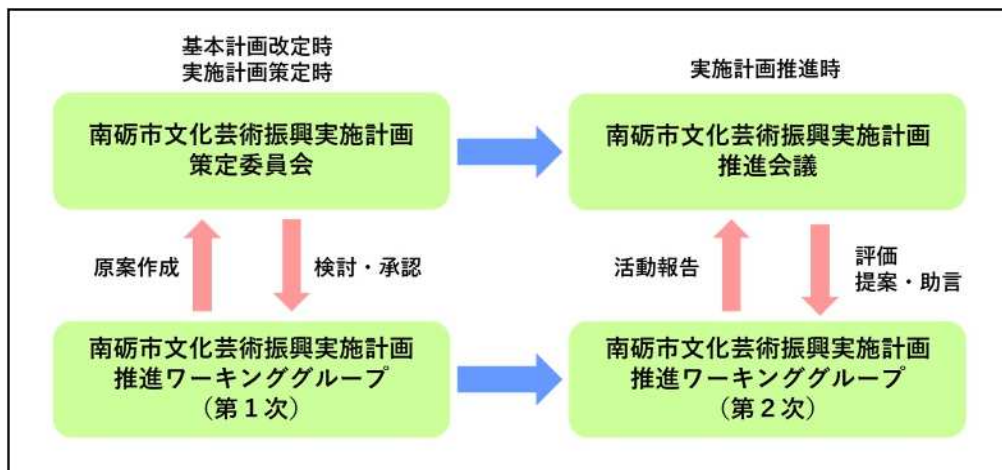 基本計画改定時
実施計画策定時
南砺市文化芸術振興実施計画
策定委員会
実施計画推進時
南砺市文化芸術振興実施計画
推進会議
原案作成
検討・承認
活動報告
評価
提案・助言
南砺市文化芸術振興実施計画
推進ワーキンググループ
（第１次）
南砺市文化芸術振興実施計画
推進ワーキンググループ
（第２次）